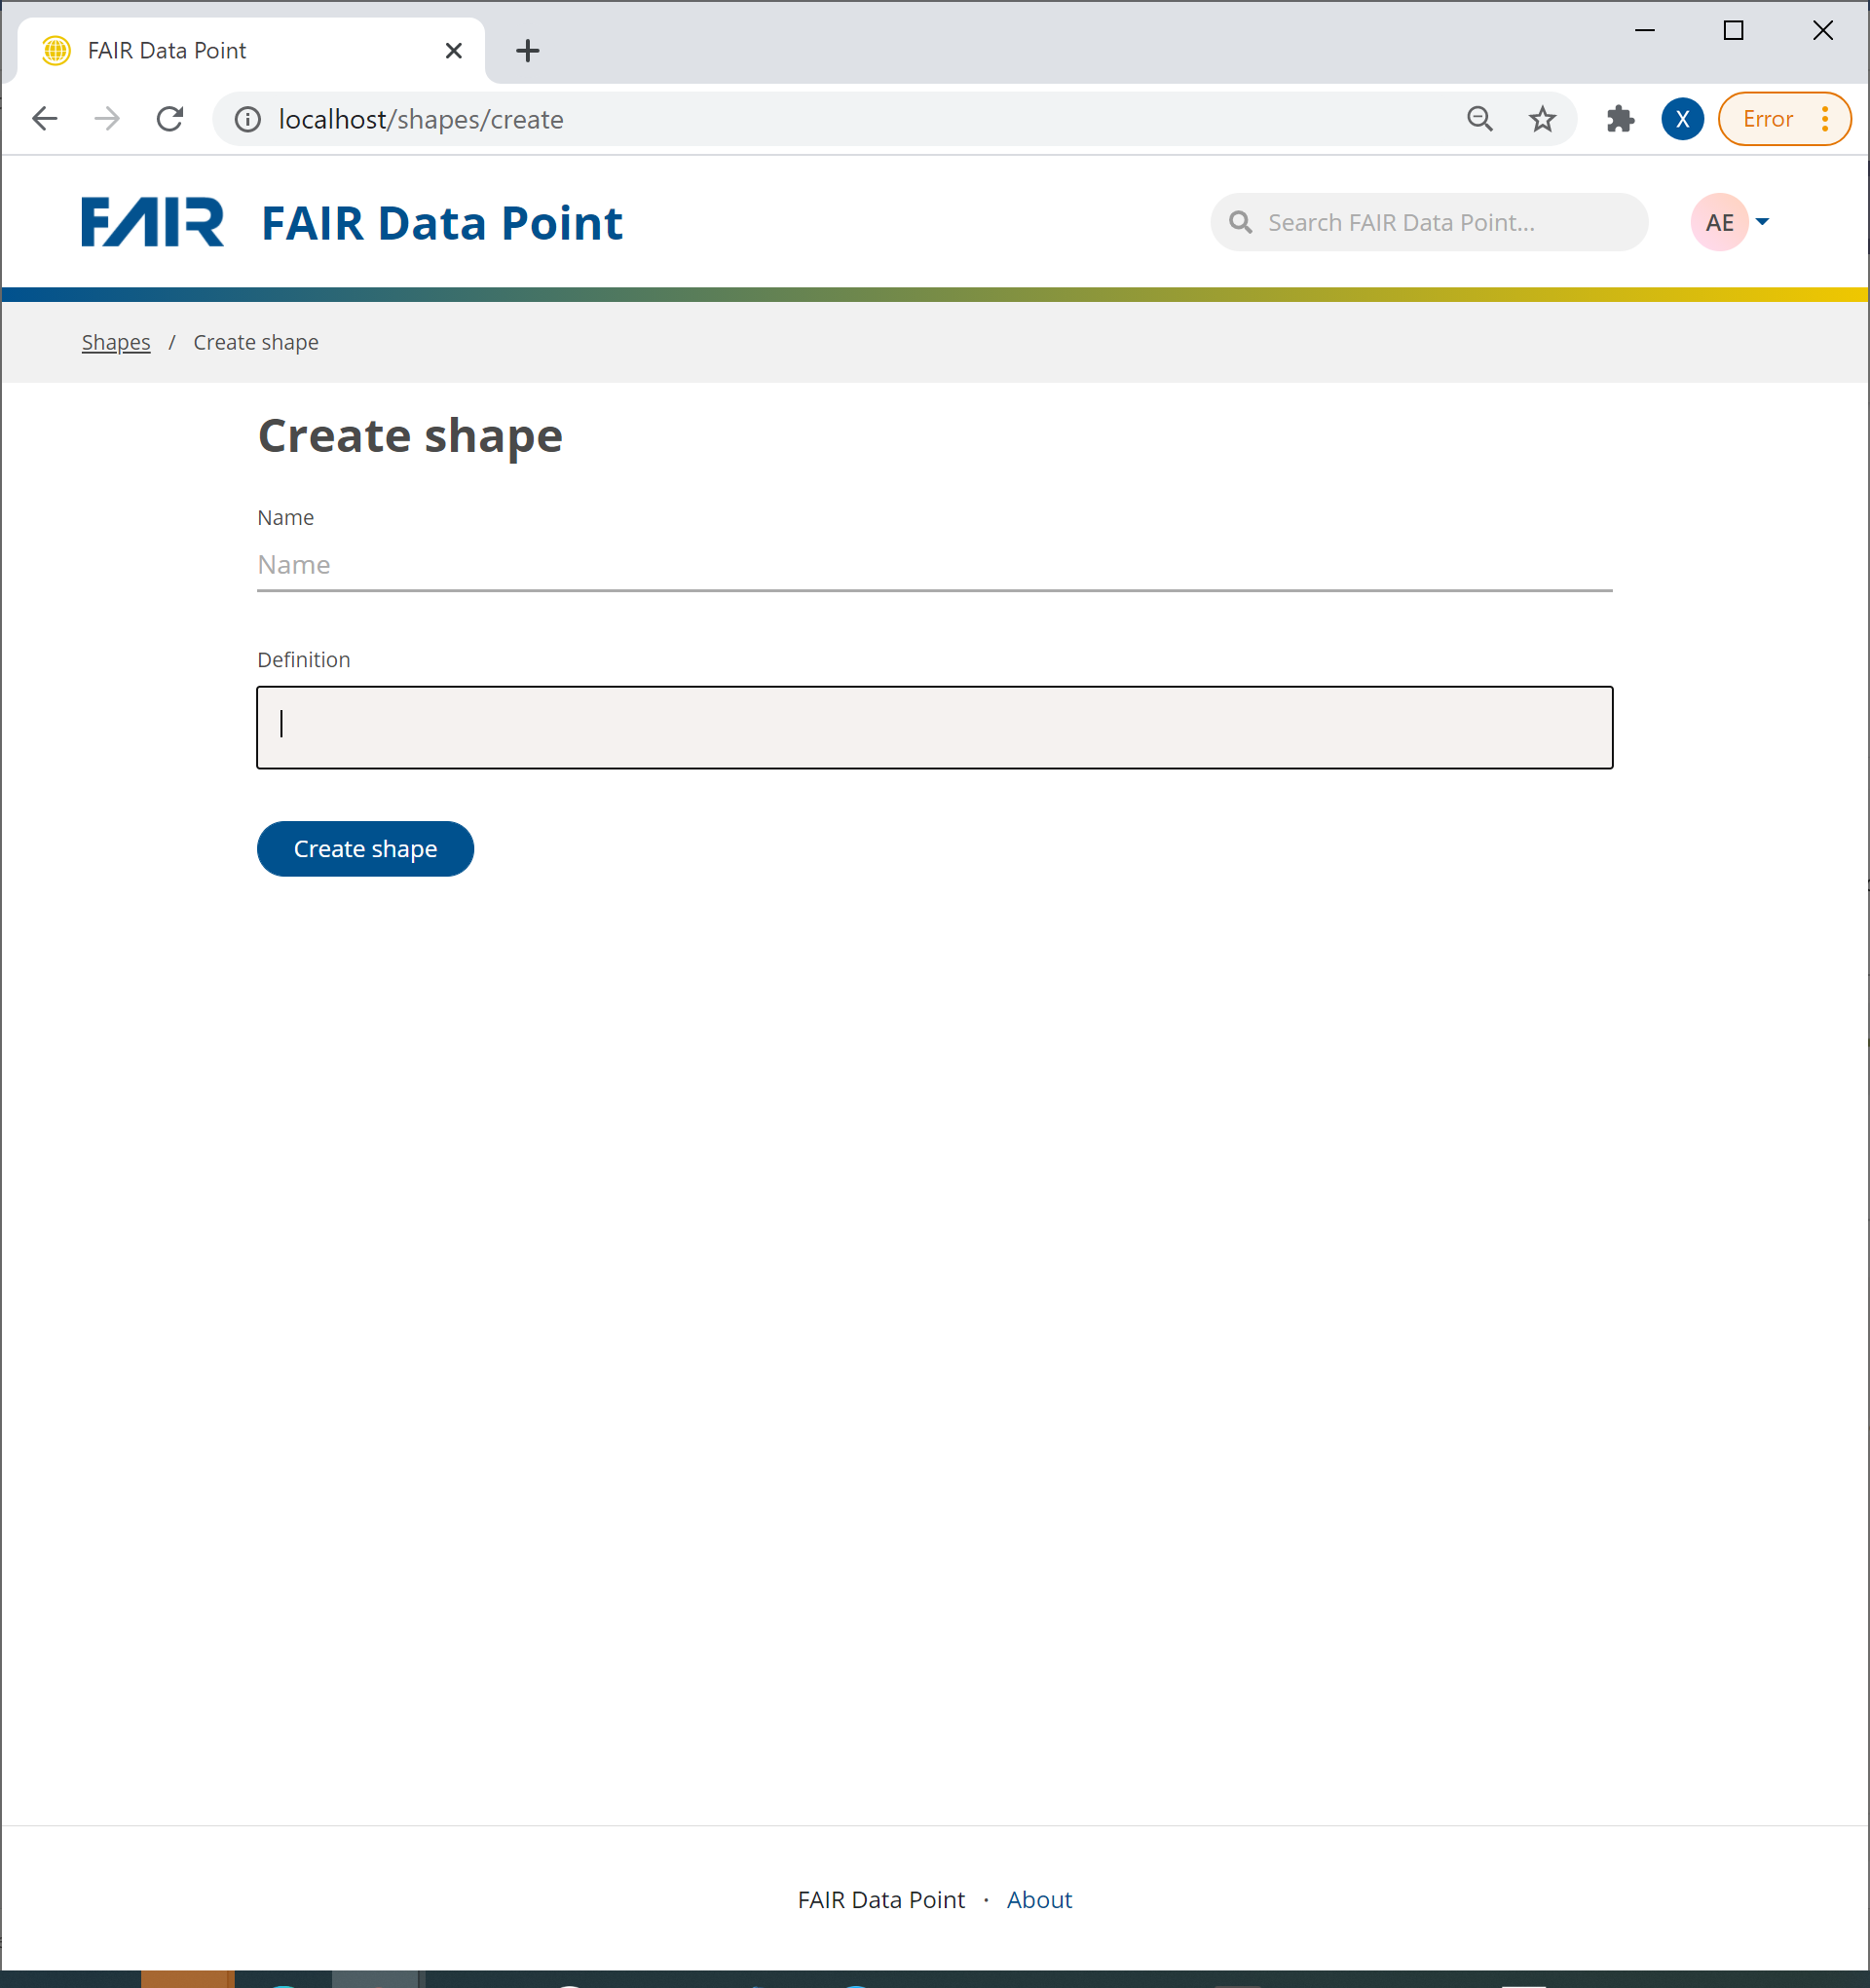 FAIR Data Point
localhost/shapes/create
X
Error
FAIR FAIR Data Point
Search FAIR Data Point...
AE
Shapes / Create shape
Create shape
Name
Name
Definition
Create shape
FAIR Data Point · About